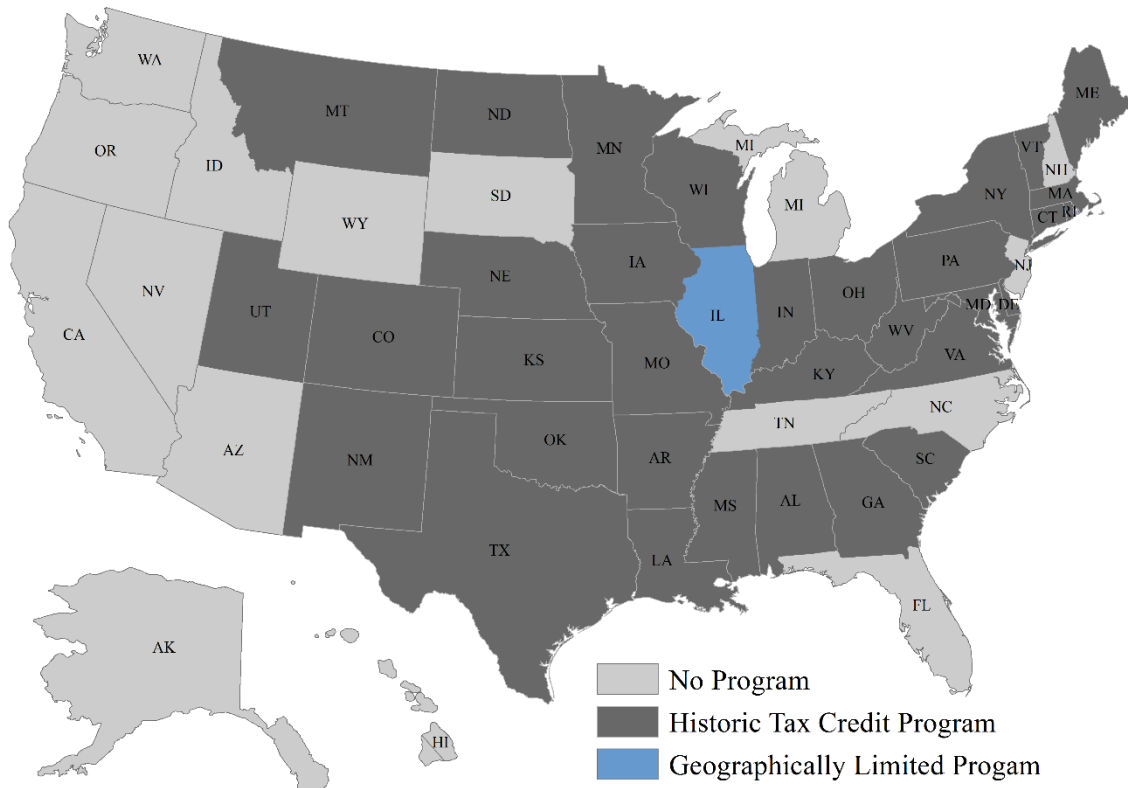 WA
MT
ND
MN
ME
OR
ID
SD
WI
MI
MI
VT
NH
NY
MA
CT
RI
WY
NE
IA
PA
NJ
NV
UT
CO
IL
IN
OH
MD
DE
CA
KS
MO
WV
VA
KY
AZ
NM
OK
AR
TN
NC
SC
TX
MS
AL
GA
LA
FL
AK
HI
No Program
Historic Tax Credit Program
Geographically Limited Progam